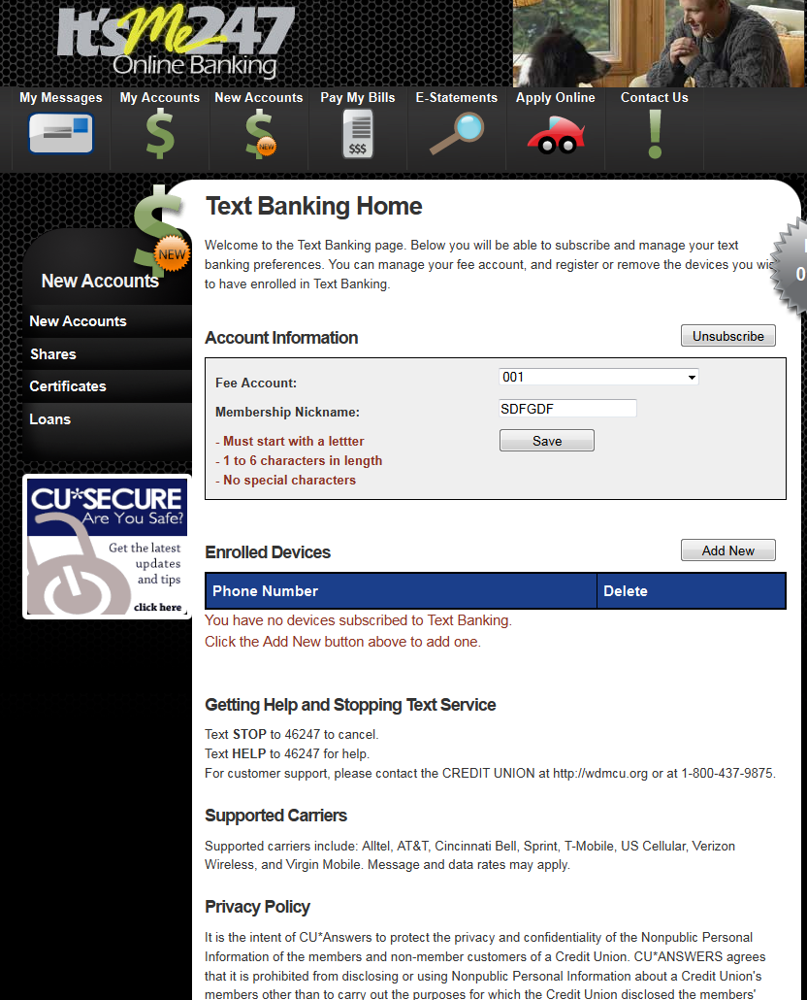 It's Me 247
Online Banking
My Messages My Accounts New Accounts Pay My Bills E-Statements Apply Online Contact Us
NEW
$$$
NEW
New Accounts
New Accounts
Shares
Certificates
Loans
CU*SECURE
Are You Safe?
Get the latest
updates
and tips
click here
Text Banking Home
Welcome to the Text Banking page. Below you will be able to subscribe and manage your text
banking preferences. You can manage your fee account, and register or remove the devices you
to have enrolled in Text Banking.
0
Account Information
Unsubscribe
Fee Account: 001
Membership Nickname: SDFGDF
- Must start with a lettter
- 1 to 6 characters in length
- No special characters
Save
Enrolled Devices
Add New
Phone Number Delete
You have no devices subscribed to Text Banking.
Click the Add New button above to add one.
Getting Help and Stopping Text Service
Text STOP to 46247 to cancel.
Text HELP to 46247 for help.
For customer support, please contact the CREDIT UNION at http://wdmcu.org or at 1-800-437-9875.
Supported Carriers
Supported carriers include: Alltel, AT&T, Cincinnati Bell, Sprint, T-Mobile, US Cellular, Verizon
Wireless, and Virgin Mobile. Message and data rates may apply.
Privacy Policy
It is the intent of CU*Answers to protect the privacy and confidentiality of the Nonpublic Personal
Information of the members and non-member customers of a Credit Union. CU*ANSWERS agrees
that it is prohibited from disclosing or using Nonpublic Personal Information about a Credit Union's
members other than to carry out the purposes for which the Credit Union disclosed the members'